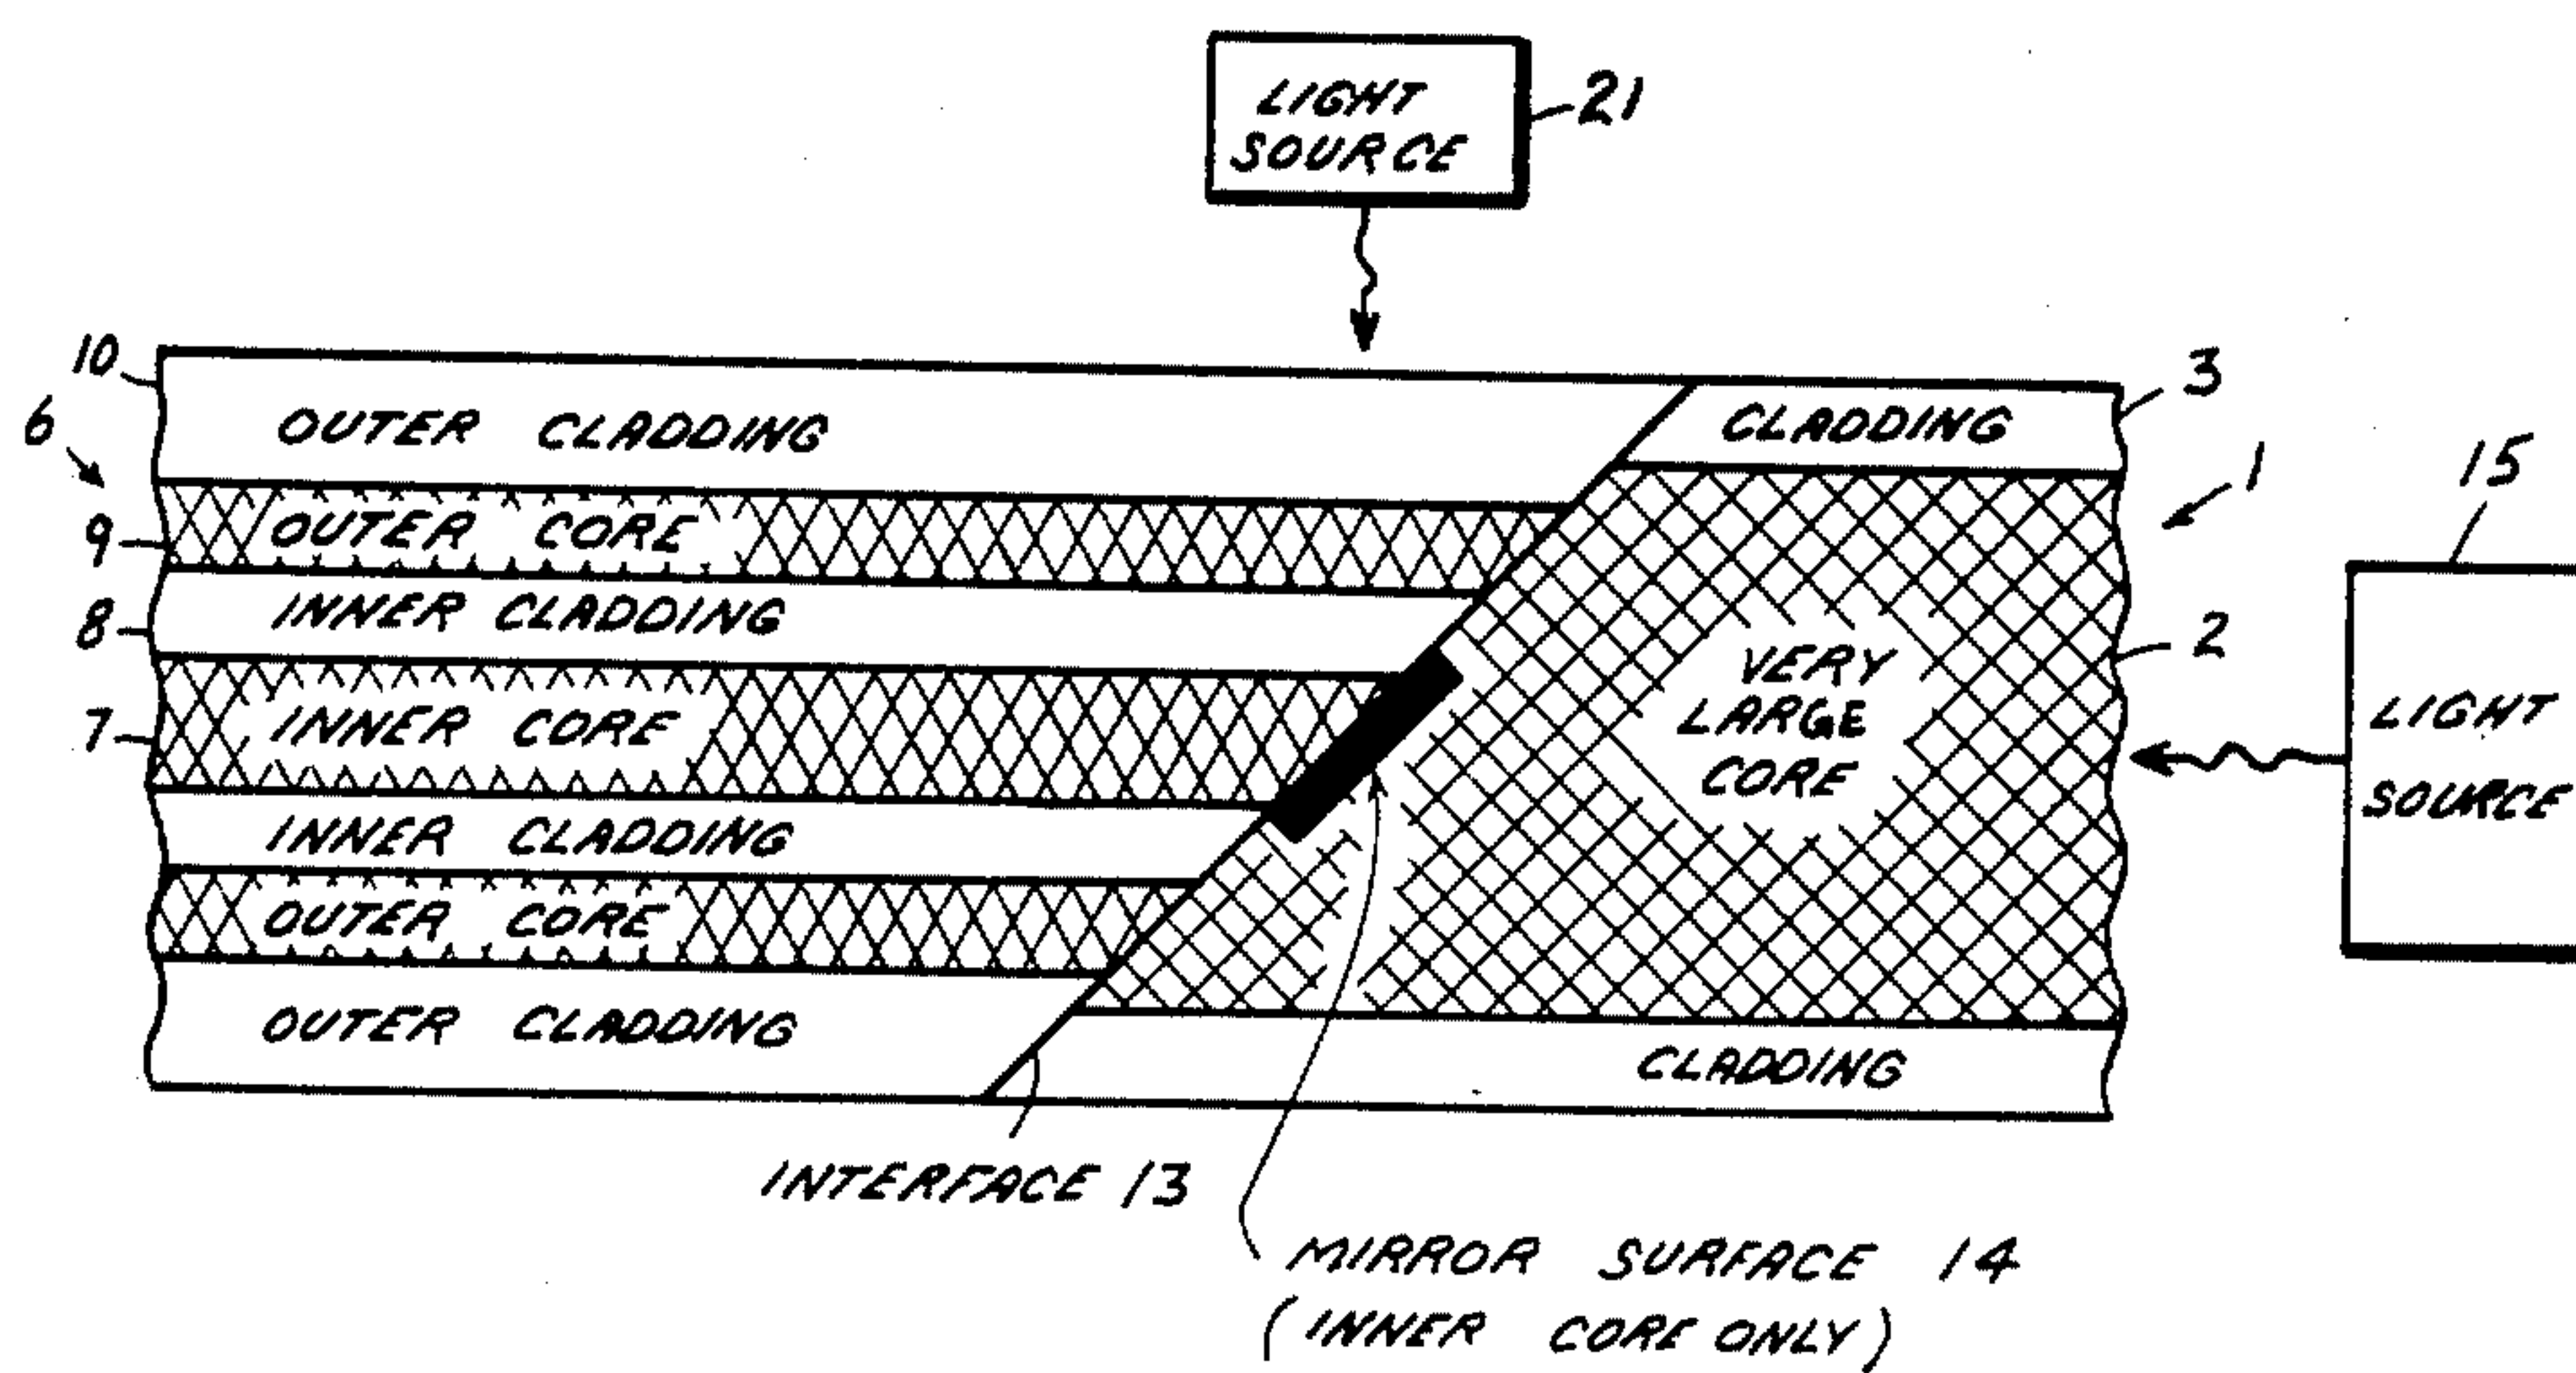 LIGHT
SOURCE
21
10
OUTER CLADDING
CLADDING
3
6
1
15
9
OUTER CORE
8
INNER CLADDING
VERY
LARGE
CORE
2
7
INNER CORE
LIGHT
SOURCE
INNER CLADDING
OUTER CORE
OUTER CLADDING
CLADDING
INTERFACE 13
MIRROR SURFACE 14
(INNER CORE ONLY)